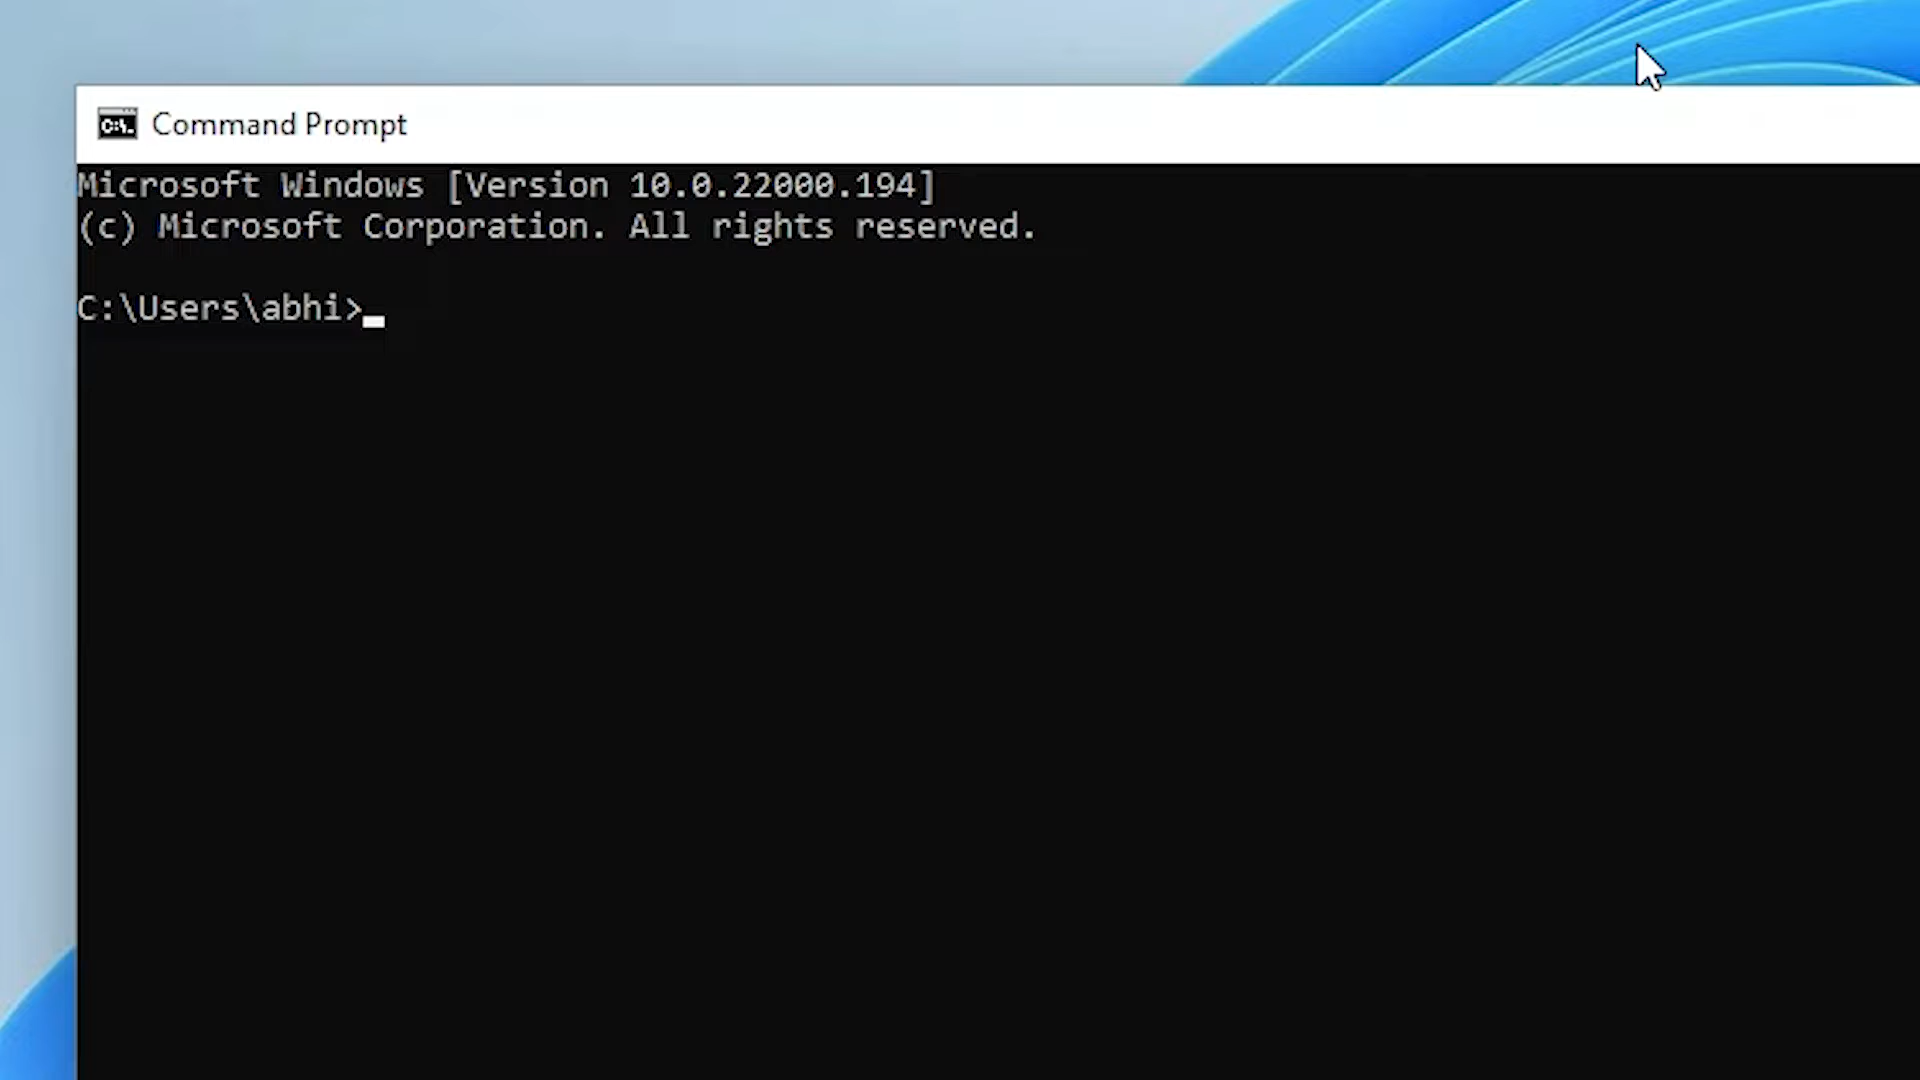 C:\.
Command Prompt
Microsoft Windows [Version 10.0.22000.194]
(c) Microsoft Corporation. All rights reserved.
C:\Users\abhi>